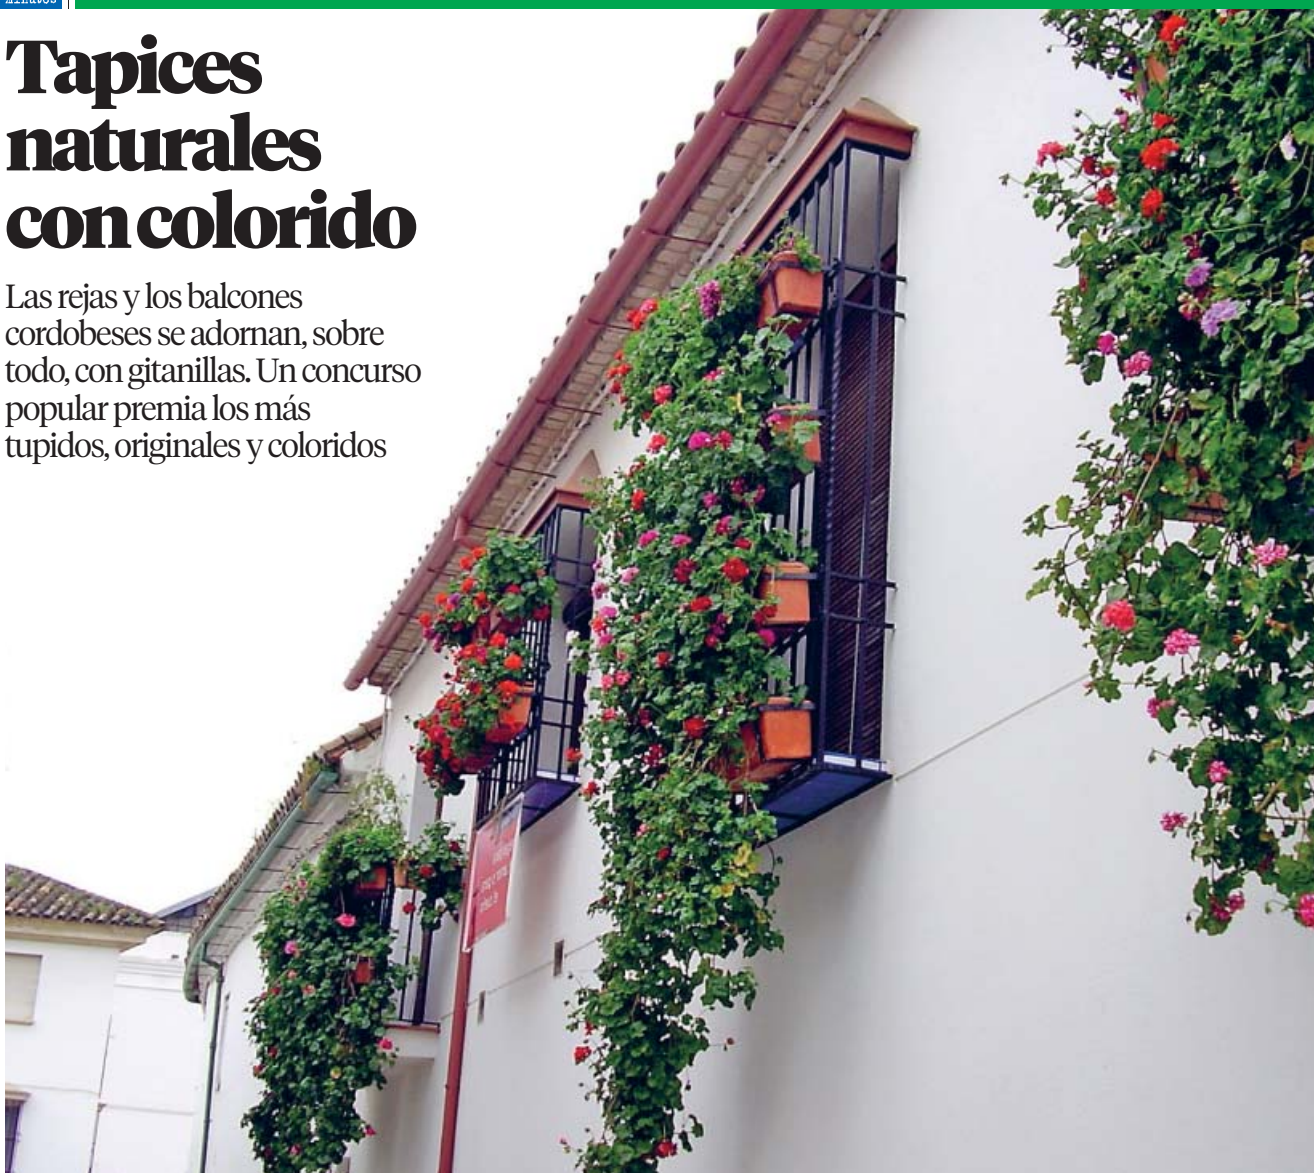 minutos
Tapices
naturales
con colorido
Las rejas y los balcones
cordobeses se adornan, sobre
todo, con gitanillas. Un concurso
popular premia los más
tupidos, originales y coloridos